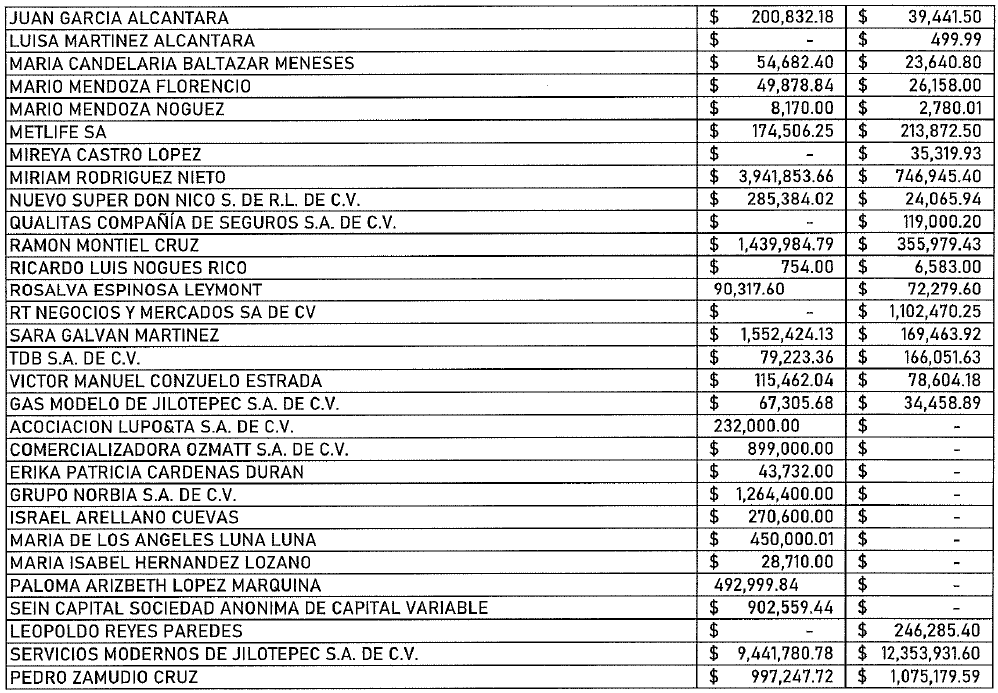 JUAN GARCIA ALCANTARA $ 200,832.18 $ 39,441.50
LUISA MARTINEZ ALCANTARA $ - $ 499.99
MARIA CANDELARIA BALTAZAR MENESES $ 54,682.40 $ 23,640.80
MARIO MENDOZA FLORENCIO $ 49,878.84 $ 26,158.00
MARIO MENDOZA NOGUEZ $ 8,170.00 $ 2,780.01
METLIFE SA $ 174,506.25 $ 213,872.50
MIREYA CASTRO LOPEZ $ - $ 35,319.93
MIRIAM RODRIGUEZ NIETO $ 3,941,853.66 $ 746,945.40
NUEVO SUPER DON NICO S. DE R.L. DE C.V. $ 285,384.02 $ 24,065.94
QUALITAS COMPAÑÍA DE SEGUROS S.A. DE C.V. $ - $ 119,000.20
RAMON MONTIEL CRUZ $ 1,439,984.79 $ 355,979.43
RICARDO LUIS NOGUES RICO $ 754.00 $ 6,583.00
ROSALVA ESPINOSA LEYMONT 90,317.60 $ 72,279.60
RT NEGOCIOS Y MERCADOS SA DE CV $ - $ 1,102,470.25
SARA GALVAN MARTINEZ $ 1,552,424.13 $ 169,463.92
TDB S.A. DE C.V. $ 79,223.36 $ 166,051.63
VICTOR MANUEL CONZUELO ESTRADA $ 115,462.04 $ 78,604.18
GAS MODELO DE JILOTEPEC S.A. DE C.V. $ 67,305.68 $ 34,458.89
ACOCIACION LUPO&TA S.A. DE C.V. 232,000.00 $ -
COMERCIALIZADORA OZMATT S.A. DE C.V. $ 899,000.00 $ -
ERIKA PATRICIA CARDENAS DURAN $ 43,732.00 $ -
GRUPO NORBIA S.A. DE C.V. $ 1,264,400.00 $ -
ISRAEL ARELLANO CUEVAS $ 270,600.00 $ -
MARIA DE LOS ANGELES LUNA LUNA $ 450,000.01 $ -
MARIA ISABEL HERNANDEZ LOZANO $ 28,710.00 $ -
PALOMA ARIZBETH LOPEZ MARQUINA 492,999.84 $ -
SEIN CAPITAL SOCIEDAD ANONIMA DE CAPITAL VARIABLE $ 902,559.44 $ -
LEOPOLDO REYES PAREDES $ - $ 246,285.40
SERVICIOS MODERNOS DE JILOTEPEC S.A. DE C.V. $ 9,441,780.78 $ 12,353,931.60
PEDRO ZAMUDIO CRUZ $ 997,247.72 $ 1,075,179.59